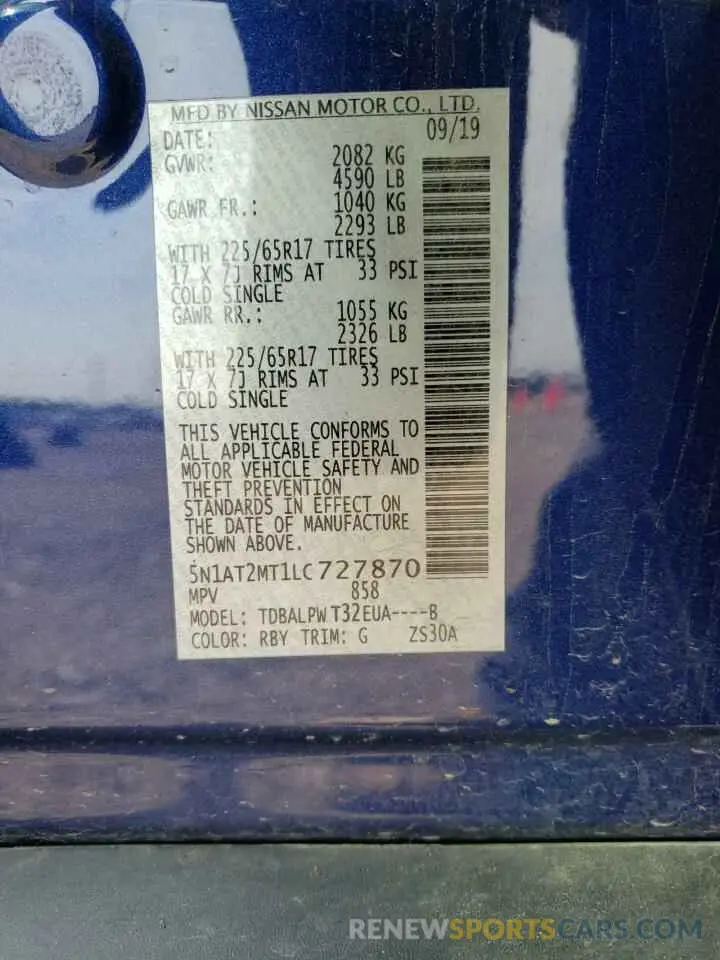 MFD BY NISSAN MOTOR CO., LTD.
DATE: 09/19
GVWR: 2082 KG
4590 LB
GAWR FR.: 1040 KG
2293 LB
WITH 225/65R17 TIRES
17 X 7J RIMS AT 33 PSI
COLD SINGLE
GAWR RR.: 1055 KG
2326 LB
WITH 225/65R17 TIRES
17 X 7J RIMS AT 33 PSI
COLD SINGLE
THIS VEHICLE CONFORMS TO
ALL APPLICABLE FEDERAL
MOTOR VEHICLE SAFETY AND
THEFT PREVENTION
STANDARDS IN EFFECT ON
THE DATE OF MANUFACTURE
SHOWN ABOVE.
5N1AT2MT1LC727870
MPV 858
MODEL: TDBALPW T32EUA----B
COLOR: RBY TRIM: G ZS30A
RENEWSPORTSCARS.COM